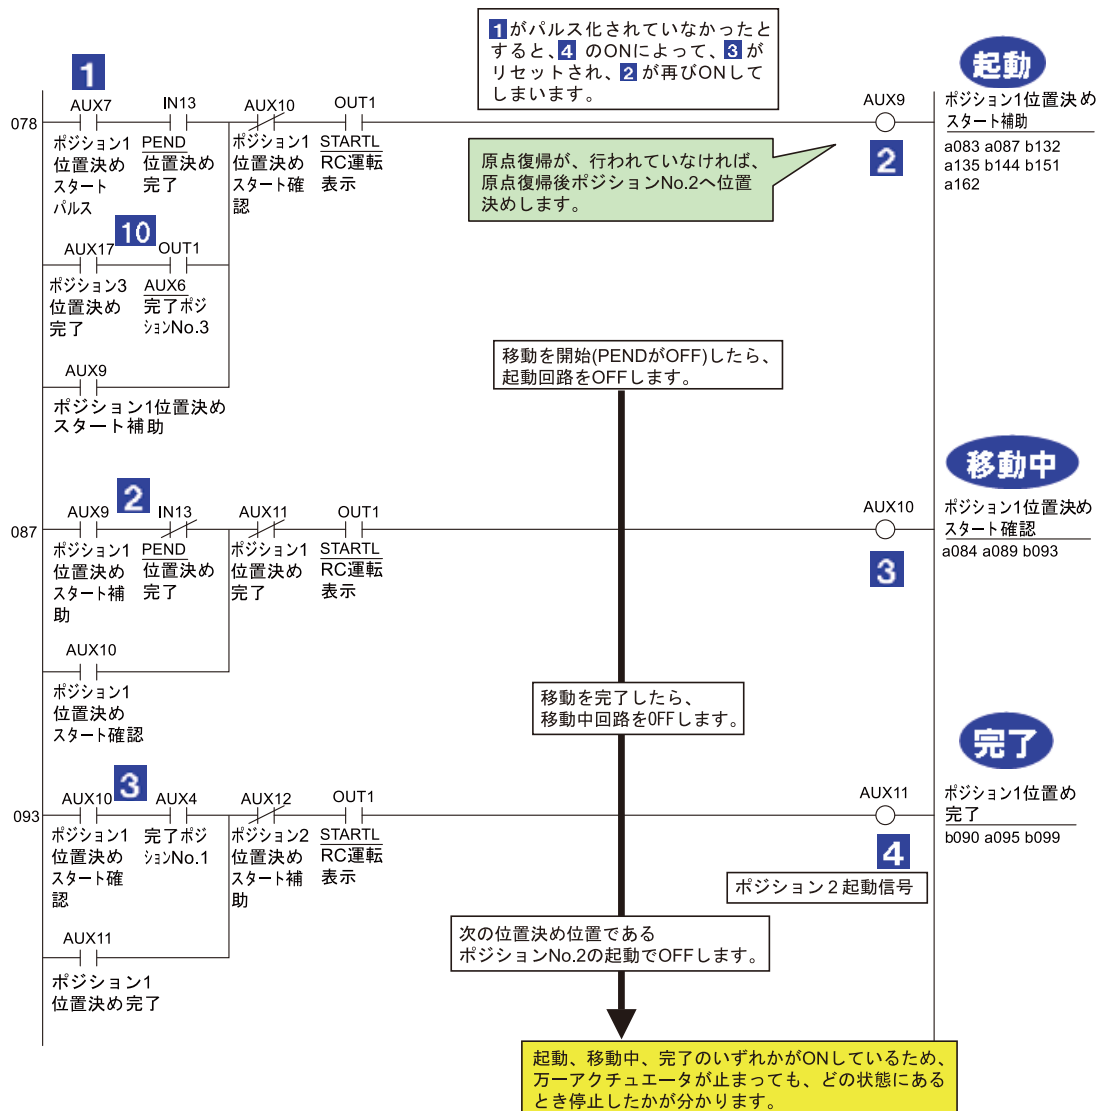 1がパルス化されていなかったと
すると、4 のONによって、3 が
リセットされ、2 が再びONして
しまいます。
起動
1
AUX7
IN13
AUX10
OUT1
AUX9
ポジション1位置決め
スタート補助
a083 a087 b132
a135 b144 b151
a162
078
ポジション1
位置決め
スタート
パルス
PEND
位置決め
完了
ポジション1
位置決め
スタート確
認
STARTL
RC運転
表示
2
原点復帰が、行われていなければ、
原点復帰後ポジションNo.2へ位置
決めします。
10
AUX17
OUT1
ポジション3
位置決め
完了
AUX6
完了ポジ
ションNo.3
AUX9
ポジション1位置決め
スタート補助
移動を開始(PENDがOFF)したら、
起動回路をOFFします。
移動中
2
AUX9
IN13
AUX11
OUT1
AUX10
ポジション1位置決め
スタート確認
a084 a089 b093
087
ポジション1
位置決め
スタート補
助
PEND
位置決め
完了
ポジション1
位置決め
完了
STARTL
RC運転
表示
3
AUX10
ポジション1
位置決め
スタート確認
移動を完了したら、
移動中回路を0FFします。
完了
3
AUX10
AUX4
AUX12
OUT1
AUX11
ポジション1位置め
完了
b090 a095 b099
093
ポジション1
位置決め
スタート確
認
完了ポジ
ションNo.1
ポジション2
位置決め
スタート補
助
STARTL
RC運転
表示
4
ポジション2起動信号
AUX11
ポジション1
位置決め完了
次の位置決め位置である
ポジションNo.2の起動でOFFします。
起動、移動中、完了のいずれかがONしているため、
万一アクチュエータが止まっても、どの状態にある
とき停止したかが分かります。